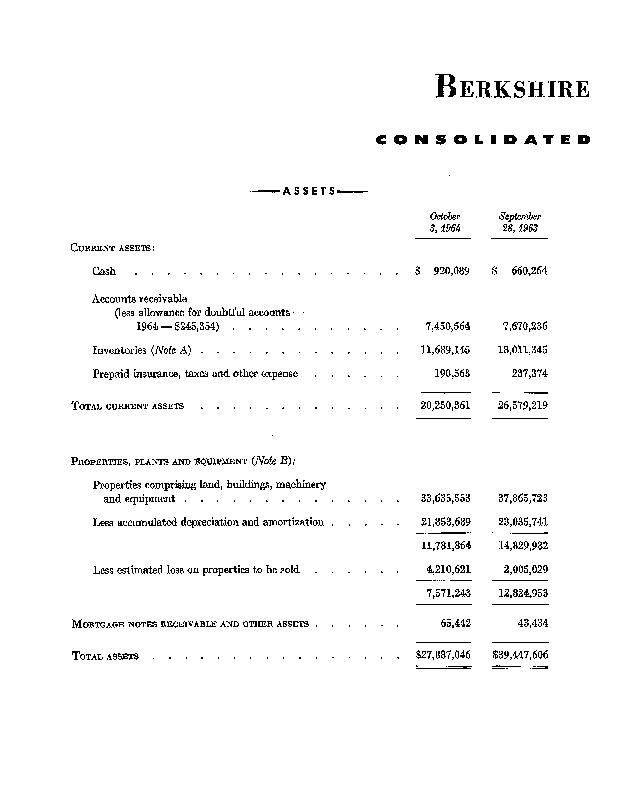 BERKSHIRE
CONSOLIDATED
ASSETS
October September
3, 1964 28, 1963
CURRENT ASSETS:
Cash . . . . . . . . . . . . . . . . . $ 920,089 $ 660,264
Accounts receivable
(less allowance for doubtful accounts —
1964 — $245,354) . . . . . . . . . . . 7,450,564 7,670,236
Inventories (Note A) . . . . . . . . . . . . . 11,689,145 18,011,345
Prepaid insurance, taxes and other expense . . . . . . 190,563 237,374
TOTAL CURRENT ASSETS . . . . . . . . . . . . . 20,250,361 26,579,219
PROPERTIES, PLANTS AND EQUIPMENT (Note B):
Properties comprising land, buildings, machinery
and equipment . . . . . . . . . . . . . . 33,635,553 37,865,723
Less accumulated depreciation and amortization . . . . . 21,853,689 23,035,741
11,781,864 14,829,982
Less estimated loss on properties to be sold . . . . . . 4,210,621 2,005,029
7,571,243 12,824,953
MORTGAGE NOTES RECEIVABLE AND OTHER ASSETS . . . . . . 65,442 43,434
TOTAL ASSETS . . . . . . . . . . . . . . . . $27,887,046 $39,447,606